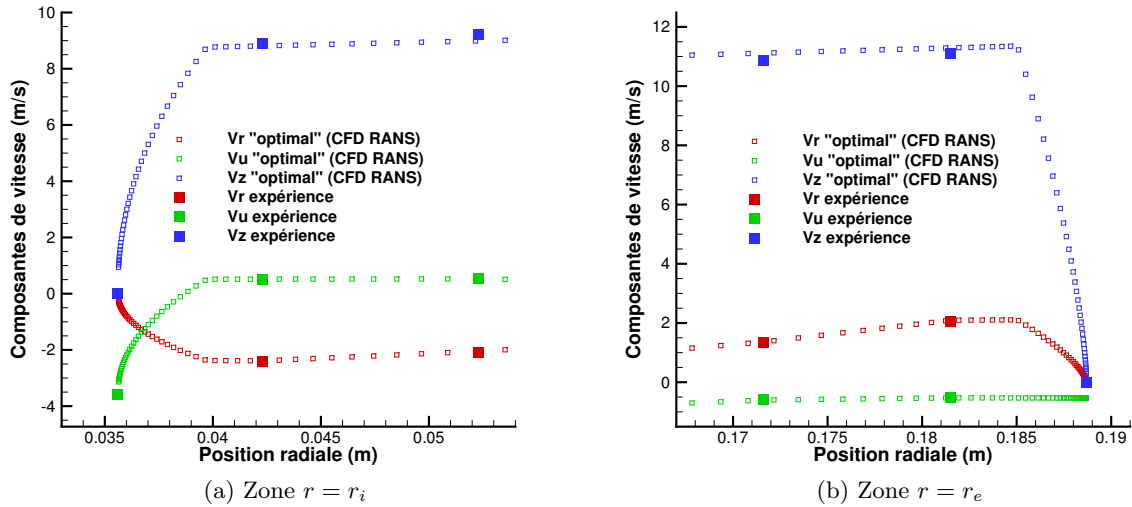 Composantes de vitesse (m/s)
10
8
6
4
2
0
-2
-4
0.035
0.04
0.045
0.05
Position radiale (m)
Vr "optimal" (CFD RANS)
Vu "optimal" (CFD RANS)
Vz "optimal" (CFD RANS)
Vr expérience
Vu expérience
Vz expérience
(a) Zone r = r_i
Composantes de vitesse (m/s)
12
10
8
6
4
2
0
0.17
0.175
0.18
0.185
0.19
Position radiale (m)
Vr "optimal" (CFD RANS)
Vu "optimal" (CFD RANS)
Vz "optimal" (CFD RANS)
Vr expérience
Vu expérience
Vz expérience
(b) Zone r = r_e